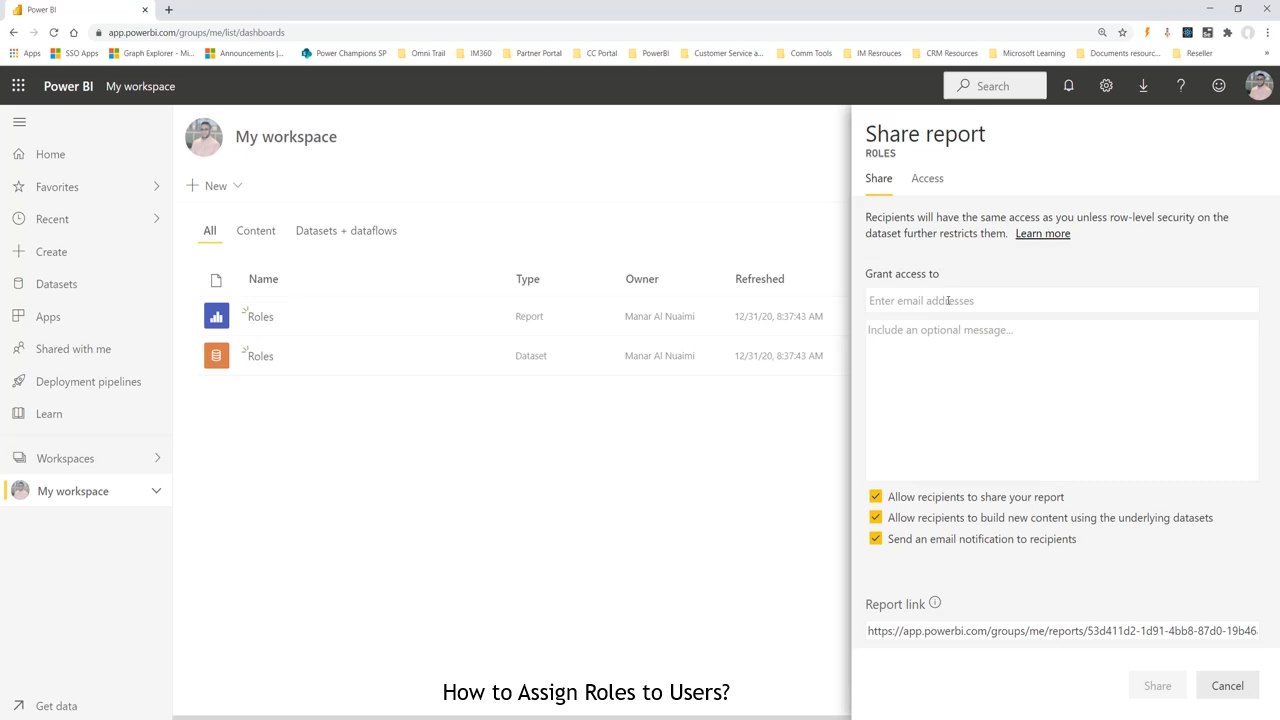 Power BI
app.powerbi.com/groups/me/list/dashboards
Apps
SSO Apps
Graph Explorer - Mi...
Announcements |...
Power Champions SP
Omni Trail
IM360
Partner Portal
CC Portal
PowerBI
Customer Service a...
Comm Tools
IM Resrouces
CRM Resources
Microsoft Learning
Documents resourc...
Reseller
Power BI
My workspace
Search
Home
Favorites
Recent
Create
Datasets
Apps
Shared with me
Deployment pipelines
Learn
Workspaces
My workspace
Get data
My workspace
New
All
Content
Datasets + dataflows
Name
Type
Owner
Refreshed
Roles
Report
Manar Al Nuaimi
12/31/20, 8:37:43 AM
Roles
Dataset
Manar Al Nuaimi
12/31/20, 8:37:43 AM
Share report
ROLES
Share
Access
Recipients will have the same access as you unless row-level security on the
dataset further restricts them. Learn more
Grant access to
Enter email addresses
Include an optional message...
Allow recipients to share your report
Allow recipients to build new content using the underlying datasets
Send an email notification to recipients
Report link
https://app.powerbi.com/groups/me/reports/53d411d2-1d91-4bb8-87d0-19b46
Share
Cancel
How to Assign Roles to Users?